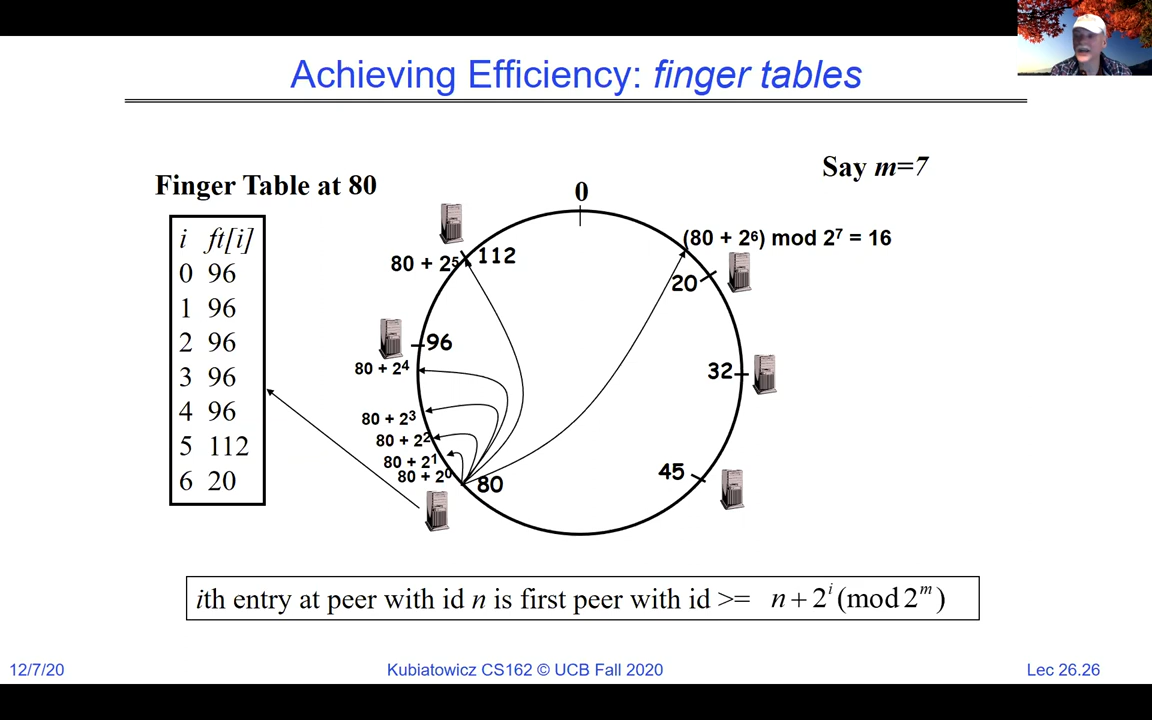 Achieving Efficiency: finger tables
Say m=7
Finger Table at 80
i ft[i]
0 96
1 96
2 96
3 96
4 96
5 112
6 20
0
(80 + 2⁶) mod 2⁷ = 16
80 + 2⁵
112
20
96
80 + 2⁴
32
80 + 2³
80 + 2²
80 + 2¹
80 + 2⁰
80
45
ith entry at peer with id n is first peer with id >= n + 2ⁱ (mod 2ᵐ)
12/7/20
Kubiatowicz CS162 © UCB Fall 2020
Lec 26.26